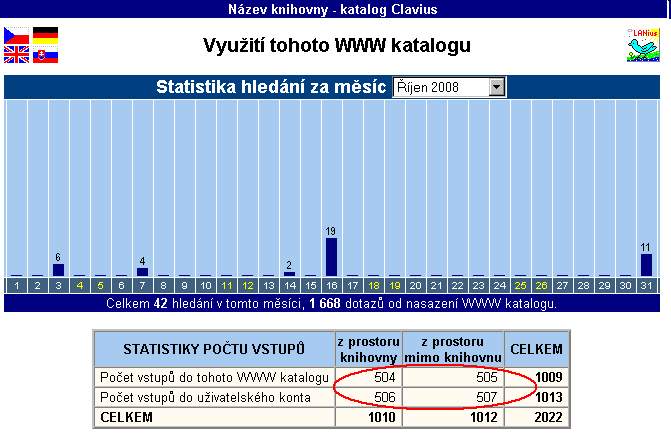 Název knihovny - katalog Clavius
Využití tohoto WWW katalogu
LANius
Statistika hledání za měsíc Říjen 2008
6 4 2 19 11
1 2 3 4 5 6 7 8 9 10 11 12 13 14 15 16 17 18 19 20 21 22 23 24 25 26 27 28 29 30 31
Celkem 42 hledání v tomto měsíci, 1 668 dotazů od nasazení WWW katalogu.
STATISTIKY POČTU VSTUPŮ z prostoru knihovny z prostoru mimo knihovnu CELKEM
Počet vstupů do tohoto WWW katalogu 504 505 1009
Počet vstupů do uživatelského konta 506 507 1013
CELKEM 1010 1012 2022